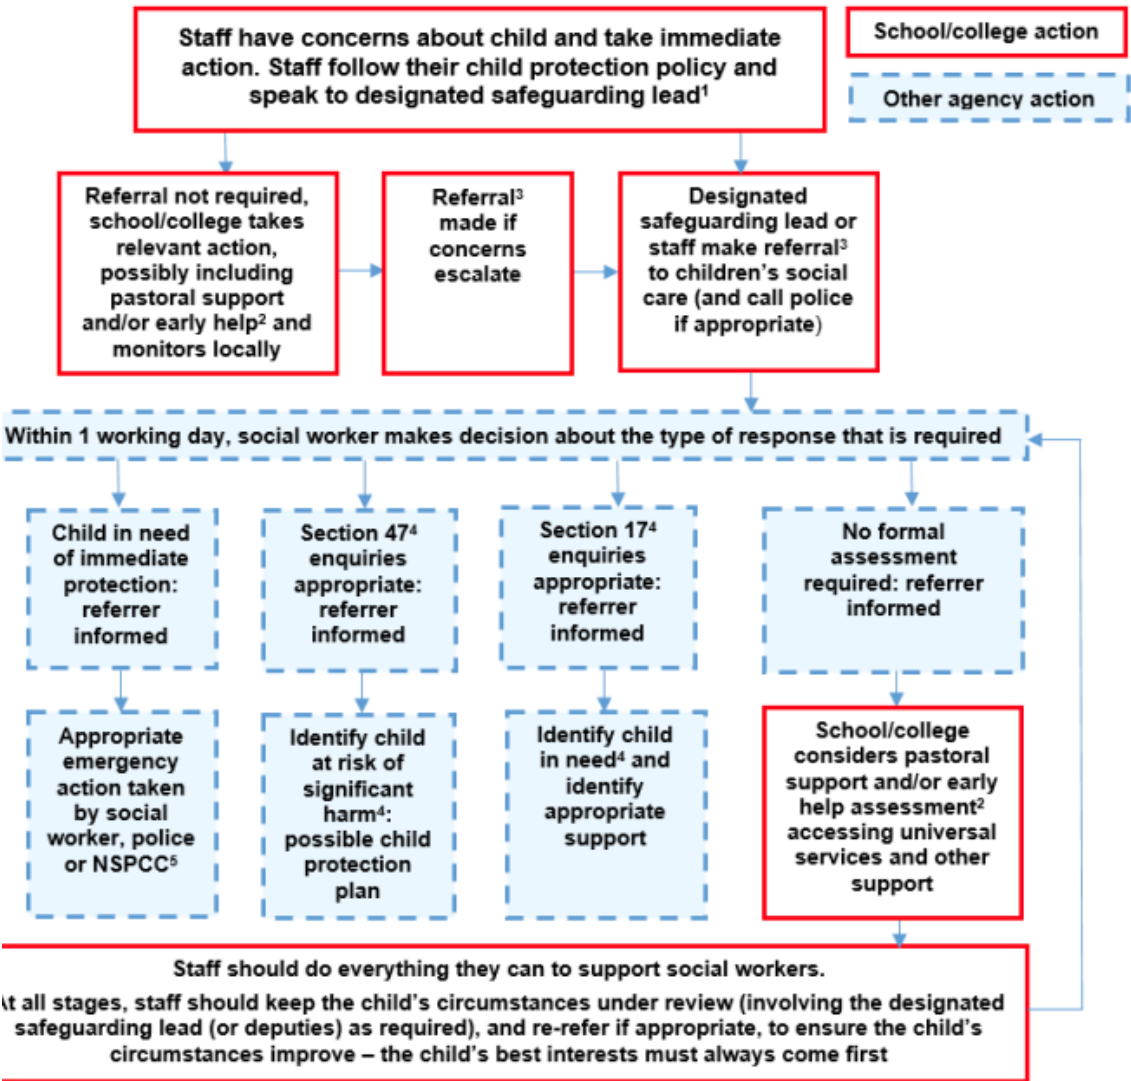 Staff have concerns about child and take immediate
action. Staff follow their child protection policy and
speak to designated safeguarding lead¹
School/college action
Other agency action
Referral not required,
school/college takes
relevant action,
possibly including
pastoral support
and/or early help² and
monitors locally
Referral³
made if
concerns
escalate
Designated
safeguarding lead or
staff make referral³
to children’s social
care (and call police
if appropriate)
Within 1 working day, social worker makes decision about the type of response that is required
Child in need
of immediate
protection:
referrer
informed
Section 47⁴
enquiries
appropriate:
referrer
informed
Section 17⁴
enquiries
appropriate:
referrer
informed
No formal
assessment
required: referrer
informed
Appropriate
emergency
action taken
by social
worker, police
or NSPCC⁵
Identify child
at risk of
significant
harm⁴:
possible child
protection
plan
Identify child
in need⁴ and
identify
appropriate
support
School/college
considers pastoral
support and/or early
help assessment²
accessing universal
services and other
support
Staff should do everything they can to support social workers.
At all stages, staff should keep the child’s circumstances under review (involving the designated
safeguarding lead (or deputies) as required), and re-refer if appropriate, to ensure the child’s
circumstances improve – the child’s best interests must always come first